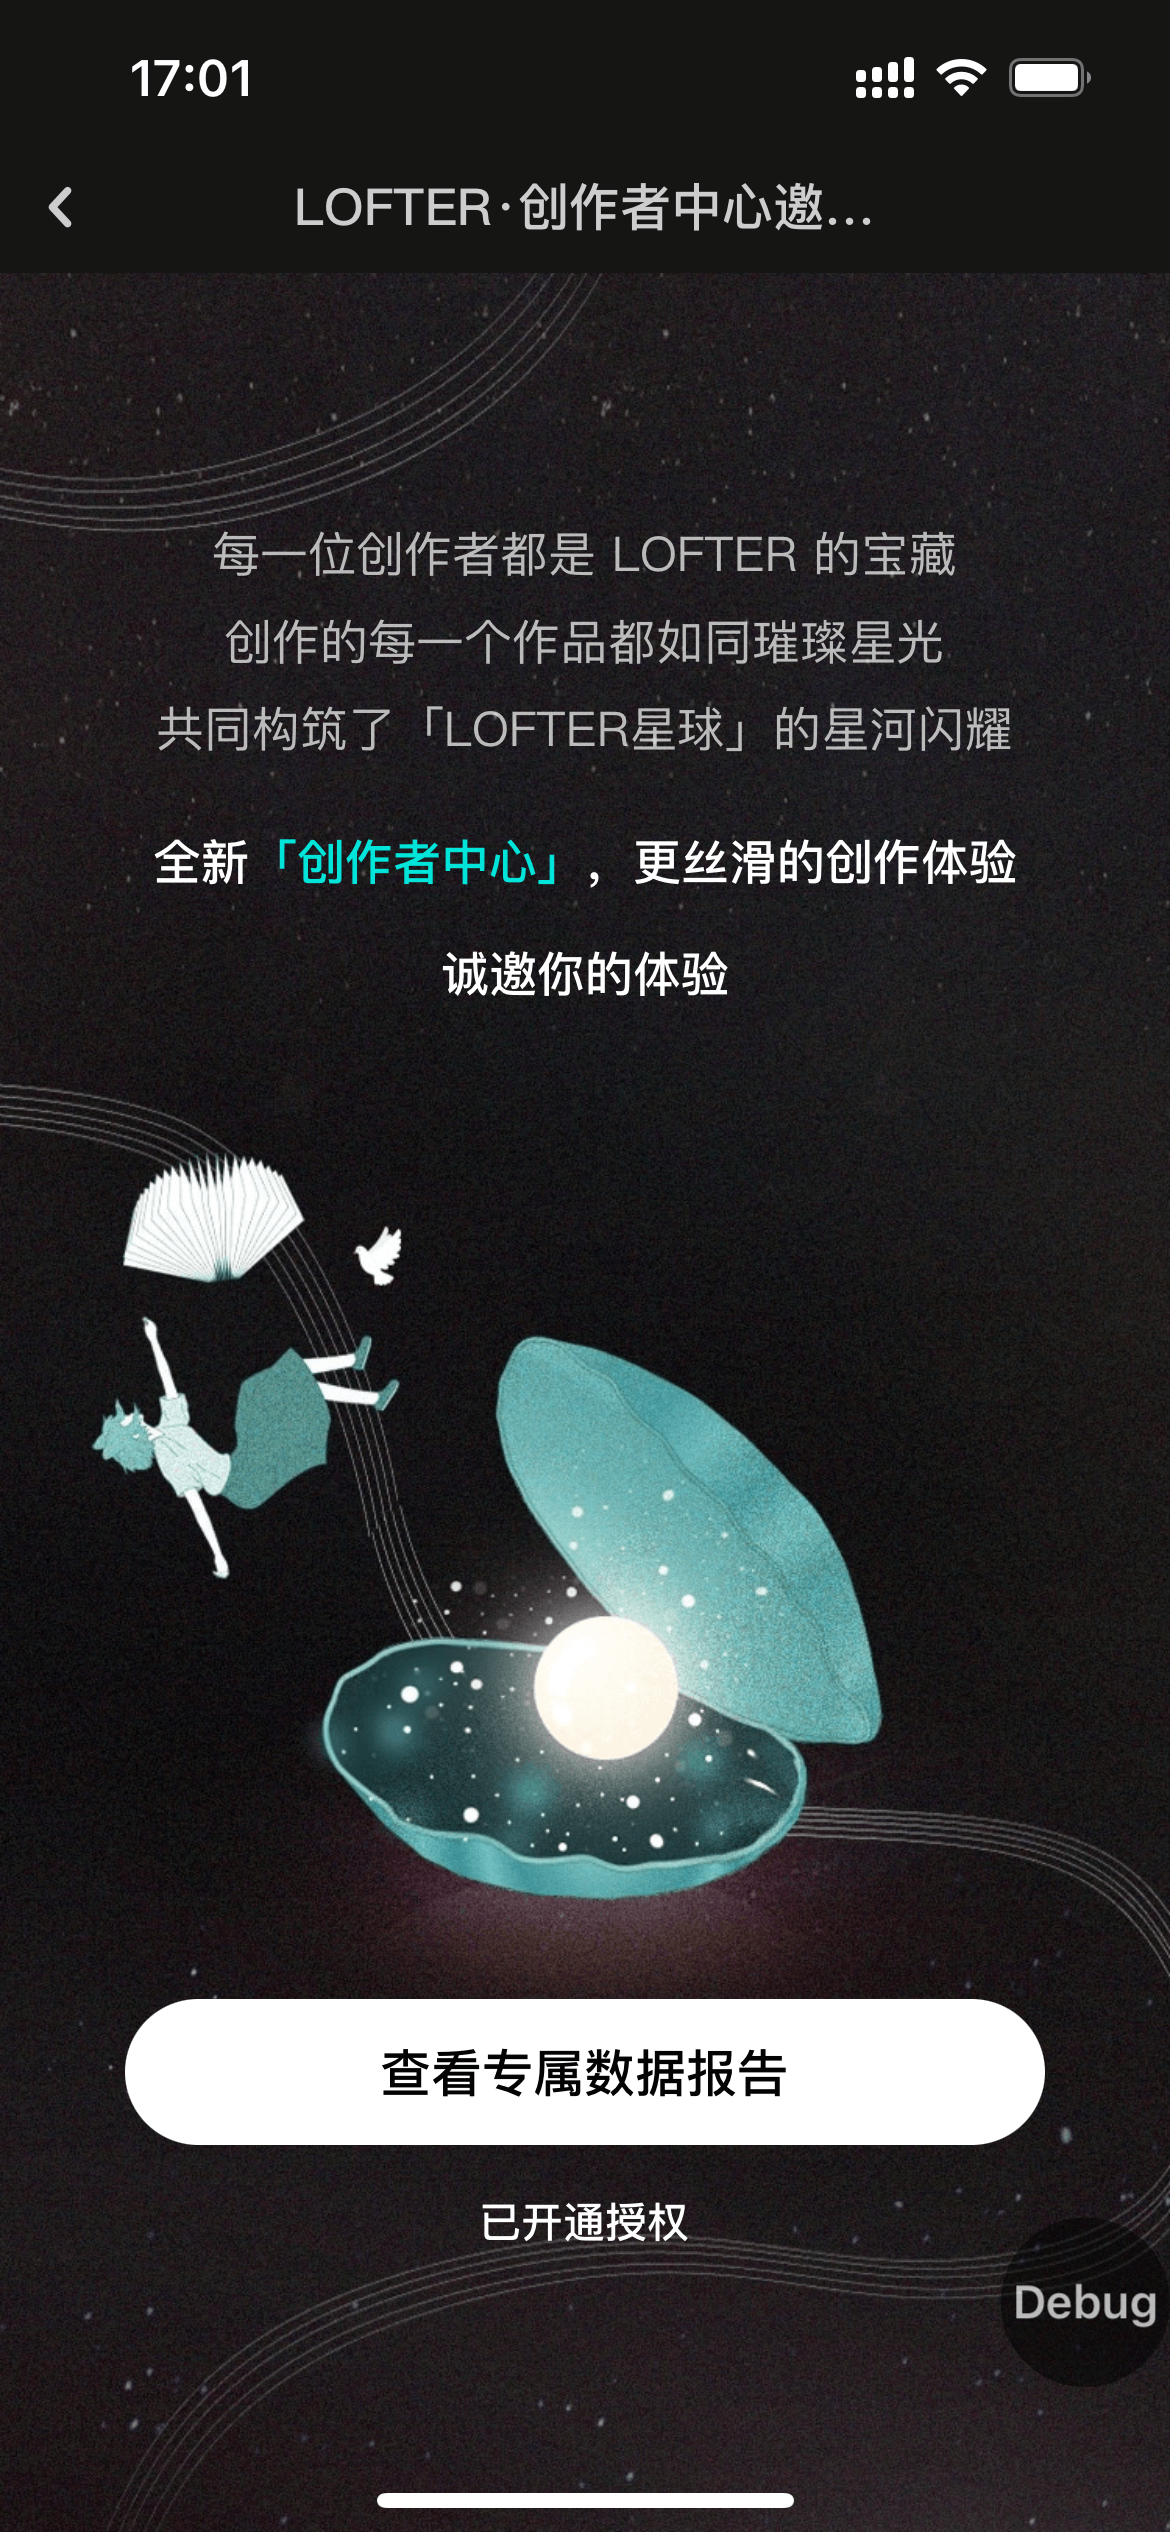 17:01
LOFTER·创作者中心邀...
每一位创作者都是 LOFTER 的宝藏
创作的每一个作品都如同璀璨星光
共同构筑了「LOFTER星球」的星河闪耀
全新「创作者中心」，更丝滑的创作体验
诚邀你的体验
查看专属数据报告
已开通授权
Debug